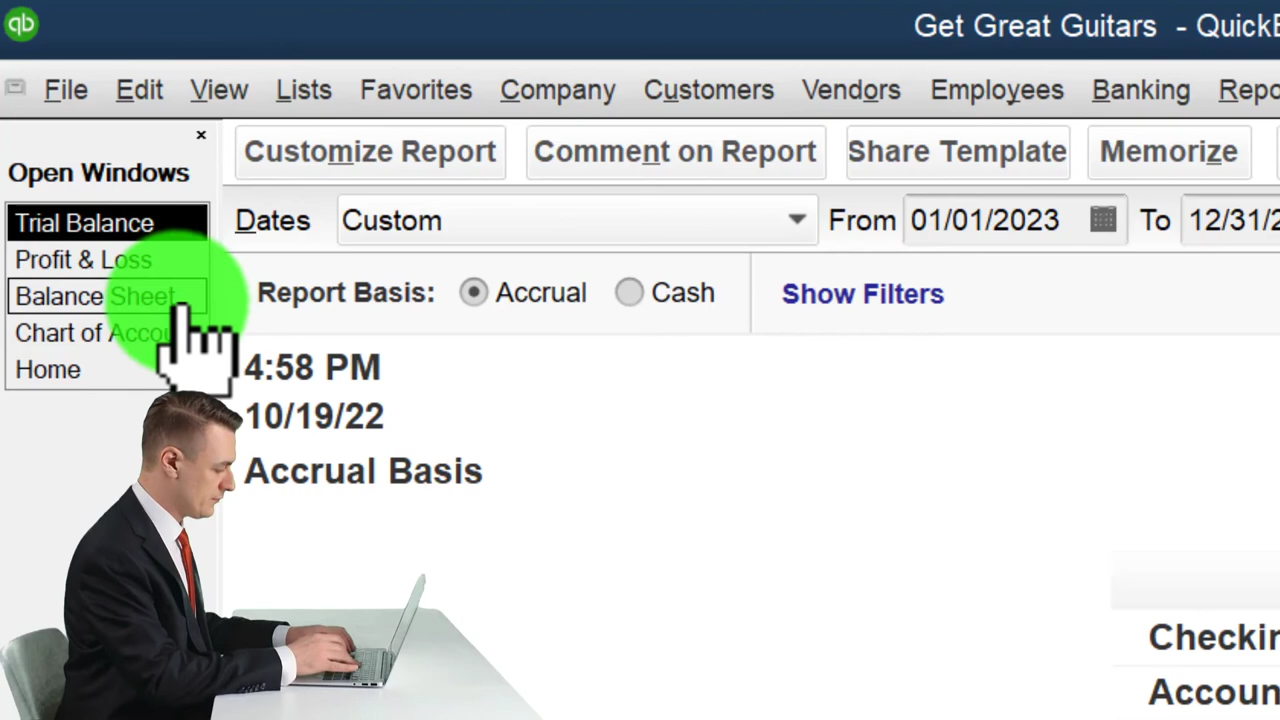 qb
Get Great Guitars -
File Edit View Lists Favorites Company Customers Vendors Employees Banking
Customize Report Comment on Report Share Template Memorize
Open Windows
Trial Balance
Profit & Loss
Balance Sheet
Chart of
Home
Dates Custom From 01/01/2023 To
Report Basis: Accrual Cash Show Filters
4:58 PM
10/19/22
Accrual Basis